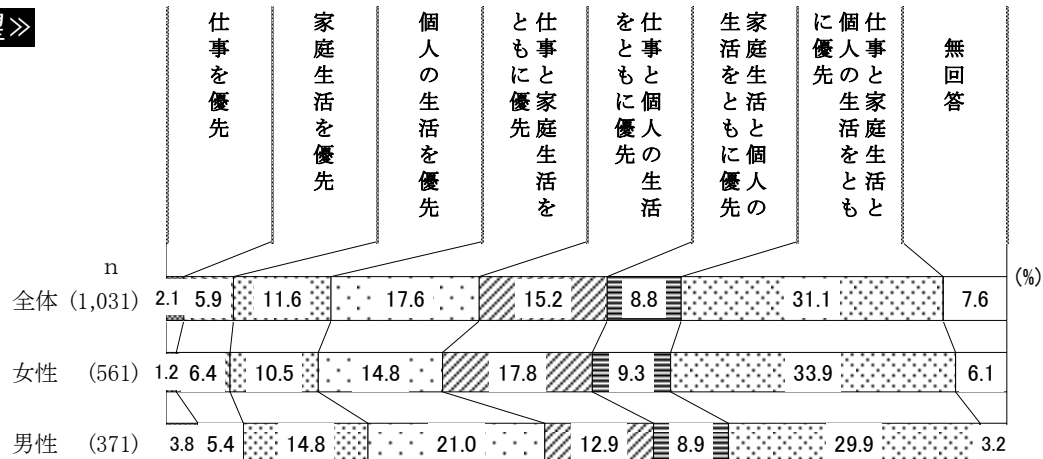 望≫
仕事を優先
家庭生活を優先
個人の生活を優先
仕事と家庭生活を
ともに優先
仕事と個人の生活
をともに優先
家庭生活と個人の
生活をともに優先
仕事と家庭生活と
個人の生活をとも
に優先
無回答
n
(%)
全体 (1,031) 2.1 5.9 11.6 17.6 15.2 8.8 31.1 7.6
女性 (561) 1.2 6.4 10.5 14.8 17.8 9.3 33.9 6.1
男性 (371) 3.8 5.4 14.8 21.0 12.9 8.9 29.9 3.2